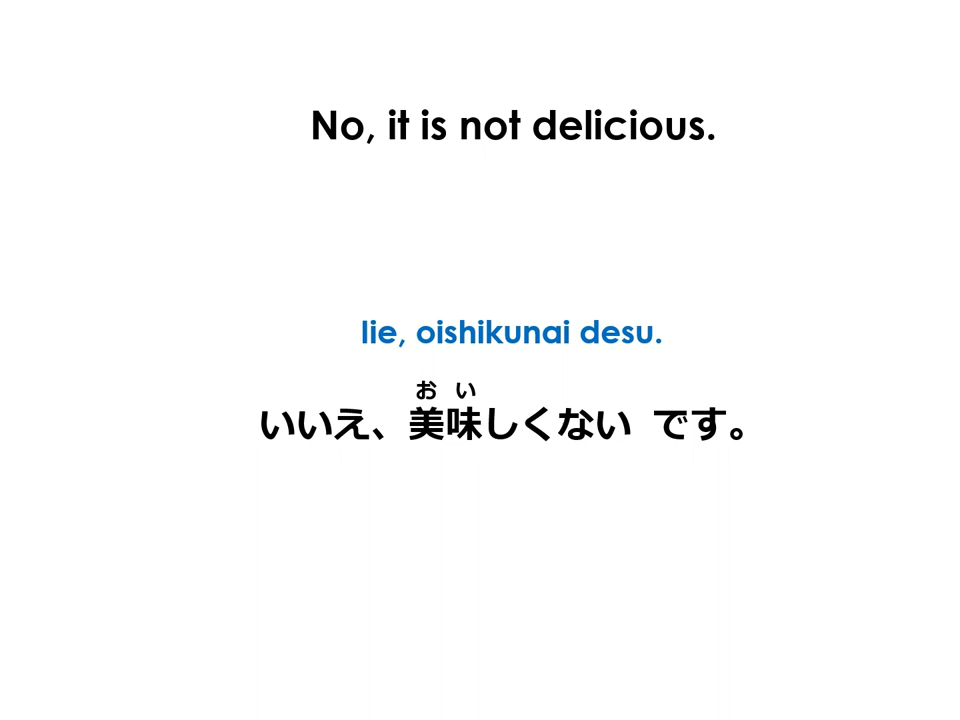 No, it is not delicious.
Iie, oishikunai desu.
お い
いいえ、美味しくない です。